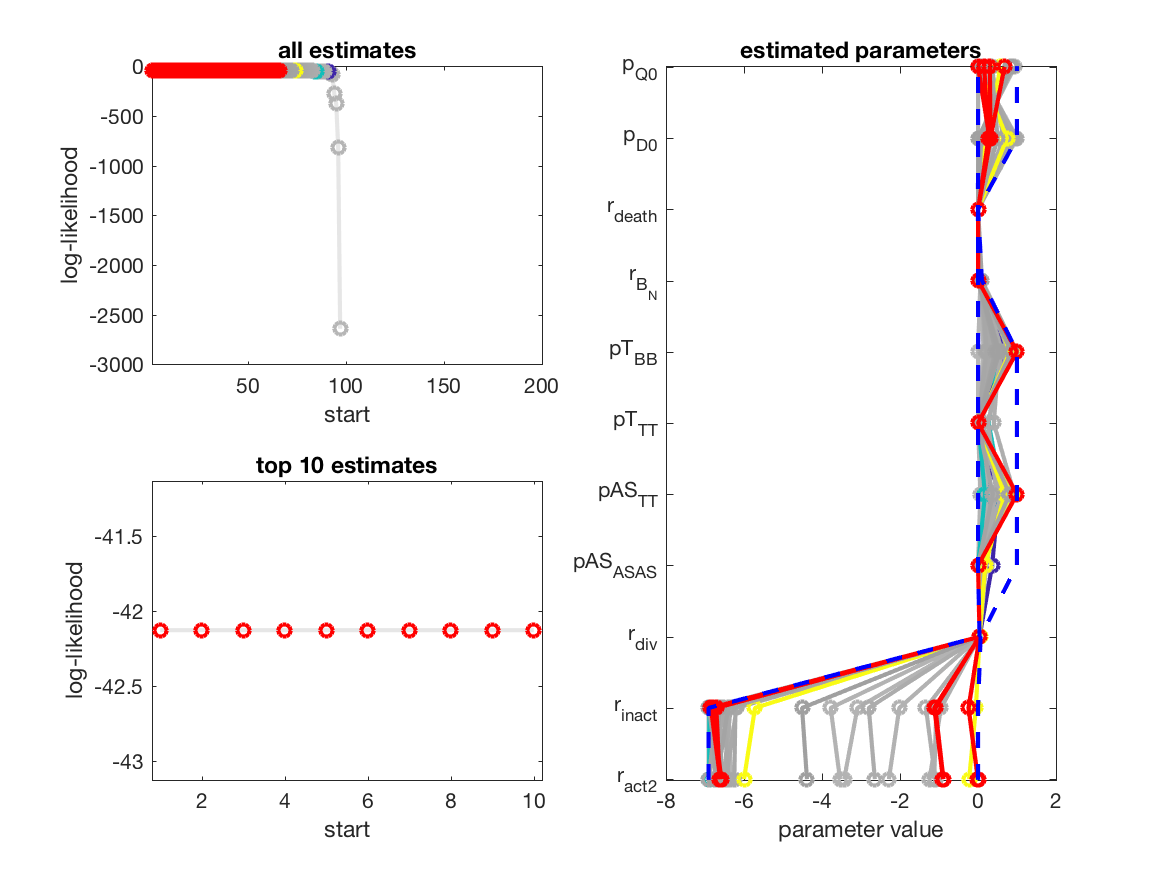 all estimates
0
-500
-1000
-1500
-2000
-2500
-3000
log-likelihood
50
100
150
200
start
top 10 estimates
-41.5
-42
-42.5
-43
log-likelihood
2
4
6
8
10
start
estimated parameters
p_Q0
p_D0
r_death
r_B_N
pT_BB
pT_TT
pAS_TT
pAS_ASAS
r_div
r_inact
r_act2
-8
-6
-4
-2
0
2
parameter value